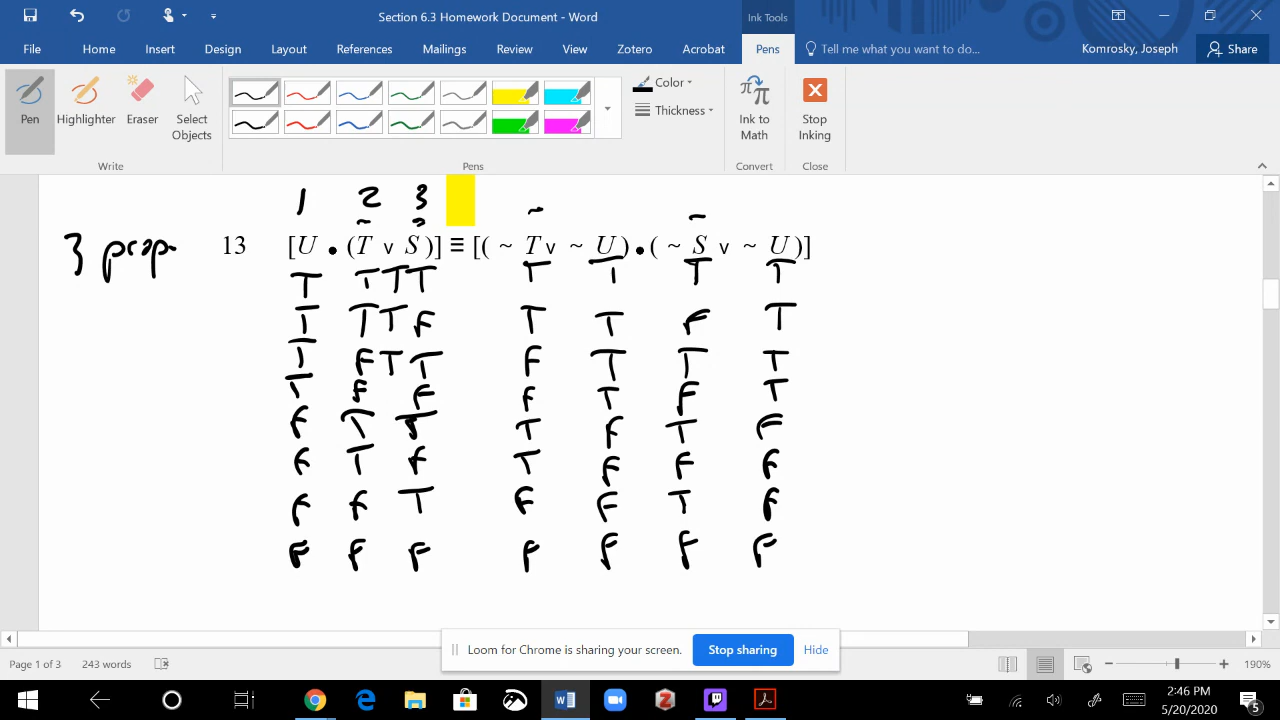 Section 6.3 Homework Document - Word
Ink Tools
File Home Insert Design Layout References Mailings Review View Zotero Acrobat Pens Tell me what you want to do... Komrosky, Joseph Share
Pen Highlighter Eraser Select Objects
Color
Thickness
Ink to Math
Stop Inking
Write Pens Convert Close
1 2 3
3 prop 13 [U • (T v S)] ≡ [( ~ T v ~ U) • ( ~ S v ~ U)]
T T T T T T T T
T T T F T T F T
T F T T F T T T
T F F F T F T
F T T T F T F
F T F T F F F
F F T F F T F
F F F F F F F
Loom for Chrome is sharing your screen. Stop sharing Hide
Page 1 of 3 243 words 190%
2:46 PM
5/20/2020
5